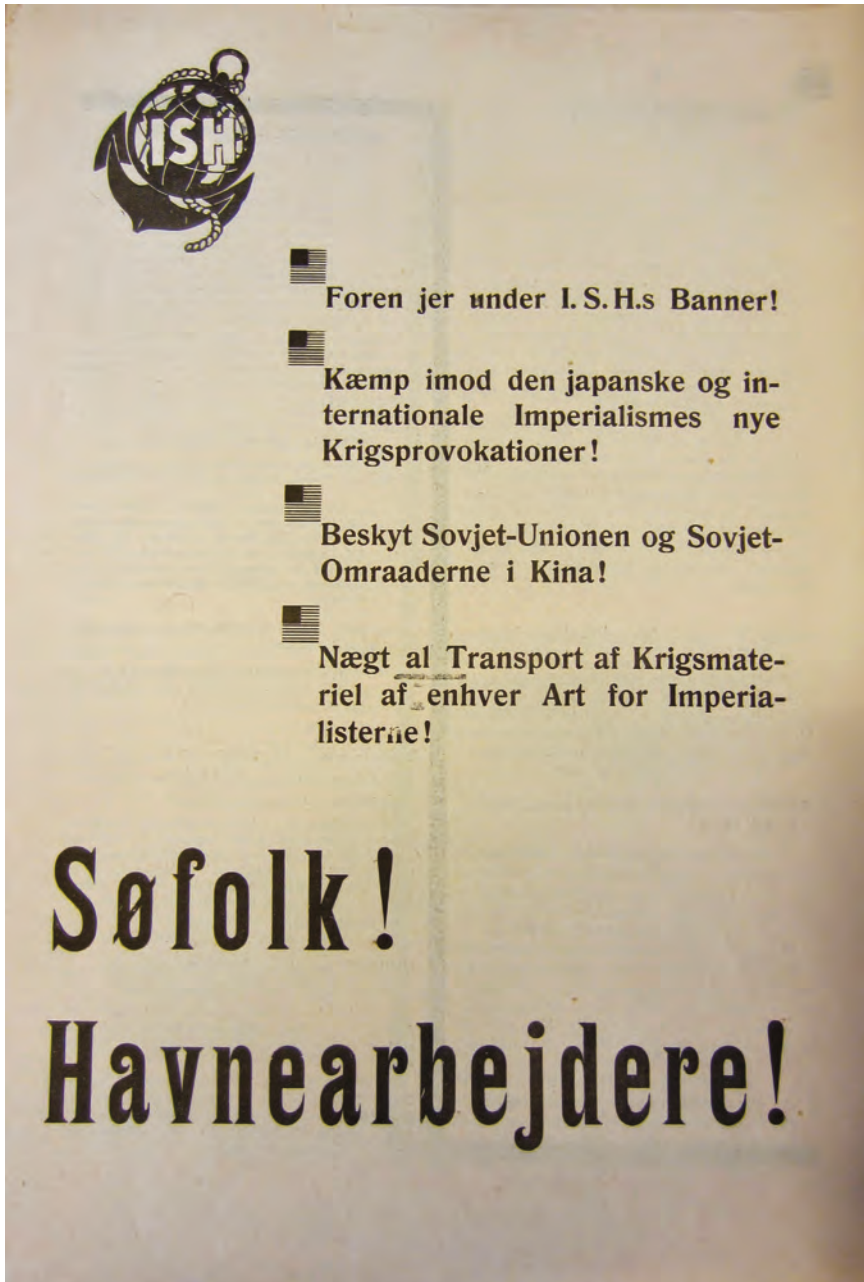 ISH
Foren jer under I. S. H.s Banner!
Kæmp imod den japanske og in-
ternationale Imperialismes nye
Krigsprovokationer!
Beskyt Sovjet-Unionen og Sovjet-
Omraaderne i Kina!
Nægt al Transport af Krigsmate-
riel af enhver Art for Imperia-
listerne!
Søfolk!
Havnearbejdere!